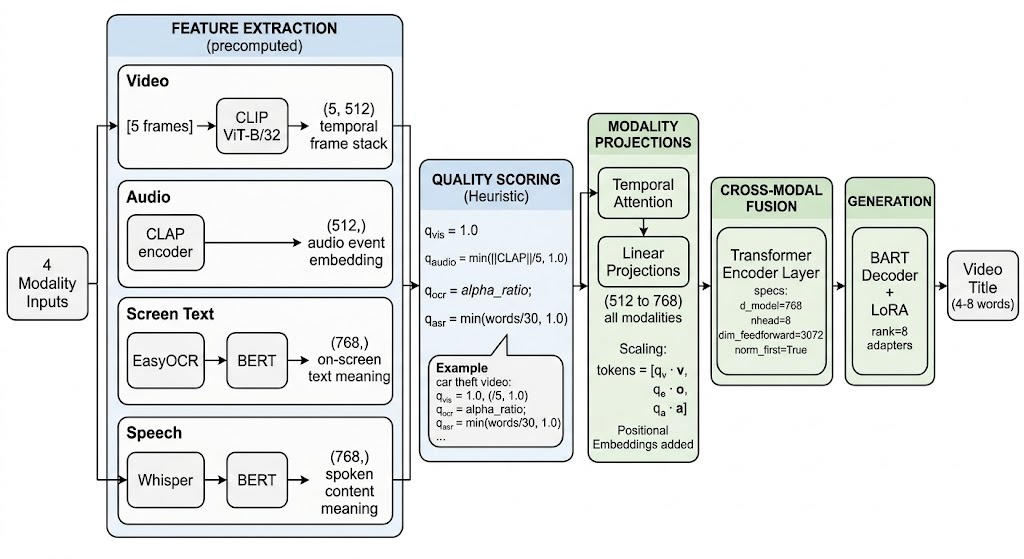 4
Modality
Inputs
FEATURE EXTRACTION
(precomputed)
Video
[5 frames]
CLIP
ViT-B/32
(5, 512)
temporal
frame stack
Audio
CLAP
encoder
(512,)
audio event
embedding
Screen Text
EasyOCR
BERT
(768,)
on-screen
text meaning
Speech
Whisper
BERT
(768,)
spoken
content
meaning
QUALITY SCORING
(Heuristic)
q_vis = 1.0
q_audio = min(||CLAP||/5, 1.0)
q_ocr = alpha_ratio;
q_asr = min(words/30, 1.0)
Example
car theft video:
q_vis = 1.0, (/5, 1.0)
q_ocr = alpha_ratio;
q_asr = min(words/30, 1.0)
...
MODALITY
PROJECTIONS
Temporal
Attention
Linear
Projections
(512 to 768)
all modalities
Scaling:
tokens = [q_v · v,
q_e · o,
q_a · a]
Positional
Embeddings added
CROSS-MODAL
FUSION
Transformer
Encoder Layer
specs:
d_model=768
nhead=8
dim_feedforward=3072
norm_first=True
GENERATION
BART
Decoder
+
LoRA
rank=8
adapters
Video
Title
(4-8 words)